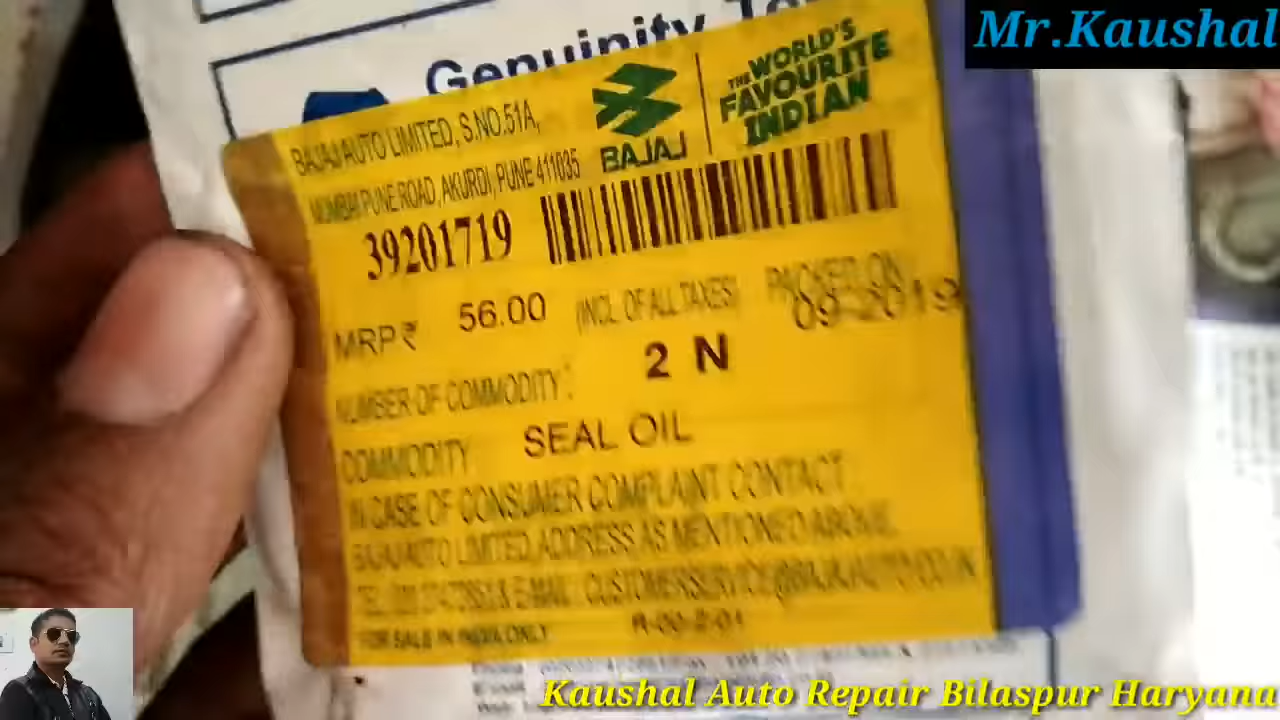 Mr.Kaushal
Genuinity
BAJAJ AUTO LIMITED, S.NO.51A,
MUMBAI PUNE ROAD, AKURDI, PUNE 411035
BAJAJ
THE WORLD'S
FAVOURITE
INDIAN
39201719
MRP₹ 56.00 (INCL. OF ALL TAXES) PACKED ON
09-2019
NUMBER OF COMMODITY: 2 N
COMMODITY SEAL OIL
IN CASE OF CONSUMER COMPLAINT CONTACT
BAJAJ AUTO LIMITED, ADDRESS AS MENTIONED ABOVE.
& E-MAIL : CUSTOMERSERVICE@BAJAJAUTO.CO.IN
FOR SALE IN INDIA ONLY
Kaushal Auto Repair Bilaspur Haryana